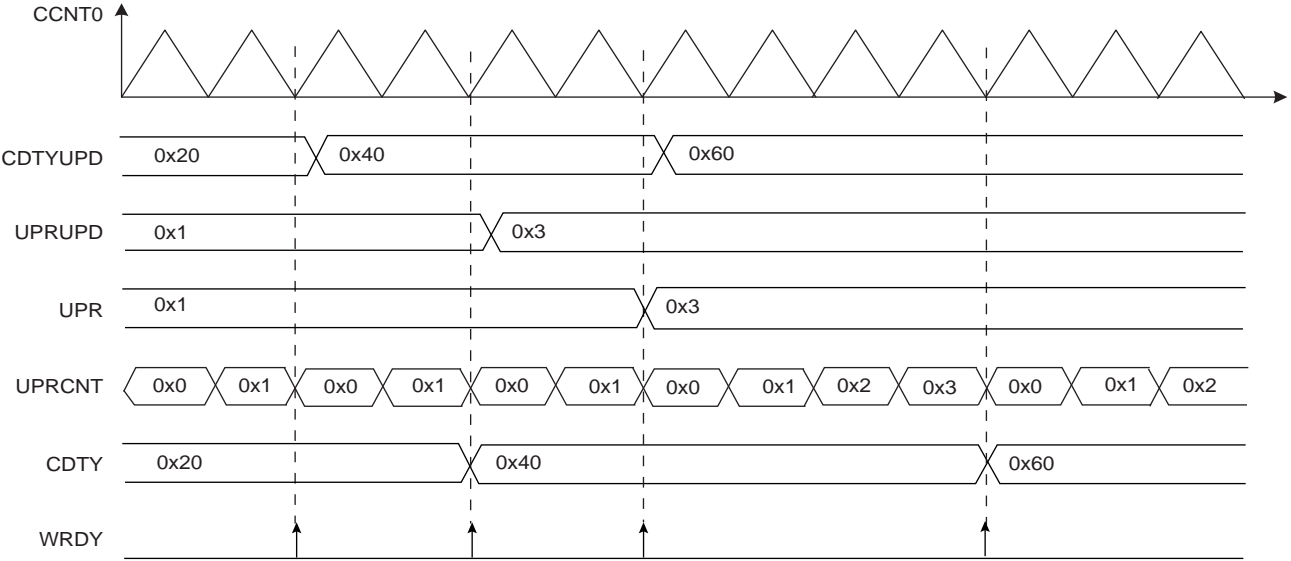 CCNT0
CDTYUPD 0x20 0x40 0x60
UPRUPD 0x1 0x3
UPR 0x1 0x3
UPRCNT 0x0 0x1 0x0 0x1 0x0 0x1 0x0 0x1 0x2 0x3 0x0 0x1 0x2
CDTY 0x20 0x40 0x60
WRDY